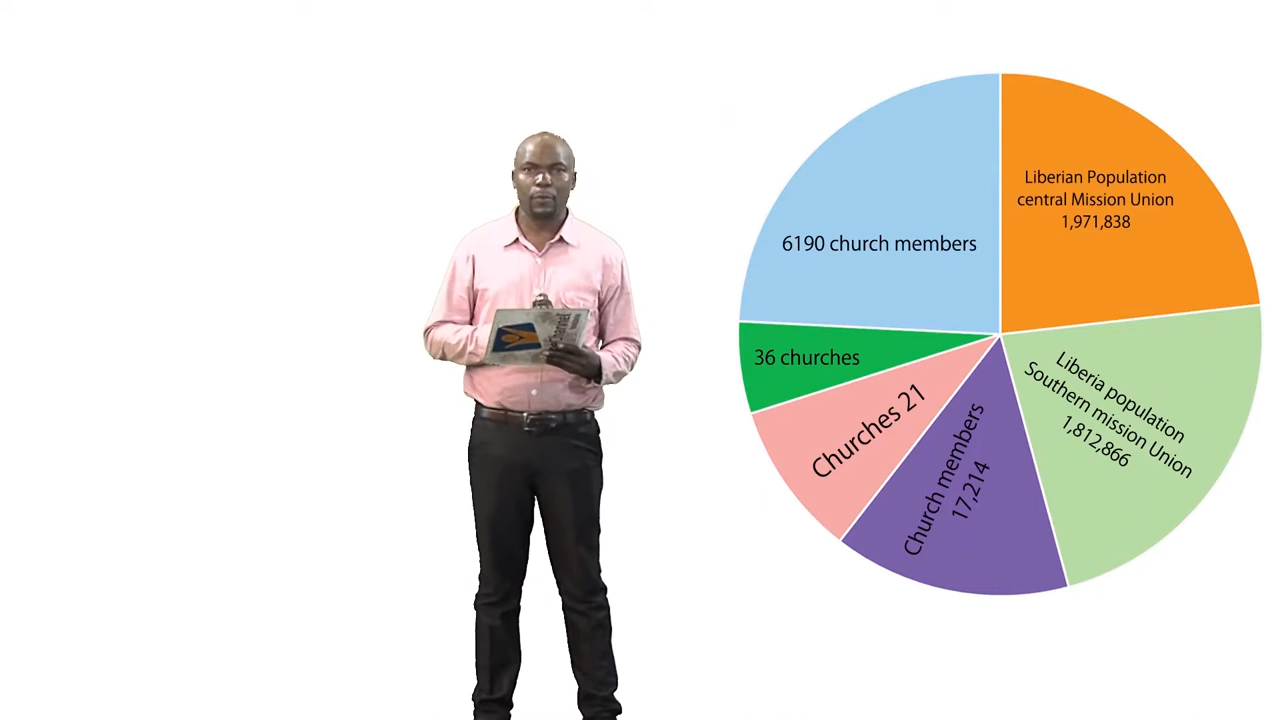 Liberian Population
central Mission Union
1,971,838
6190 church members
36 churches
Churches 21
Church members
17,214
Liberia population
Southern mission Union
1,812,866